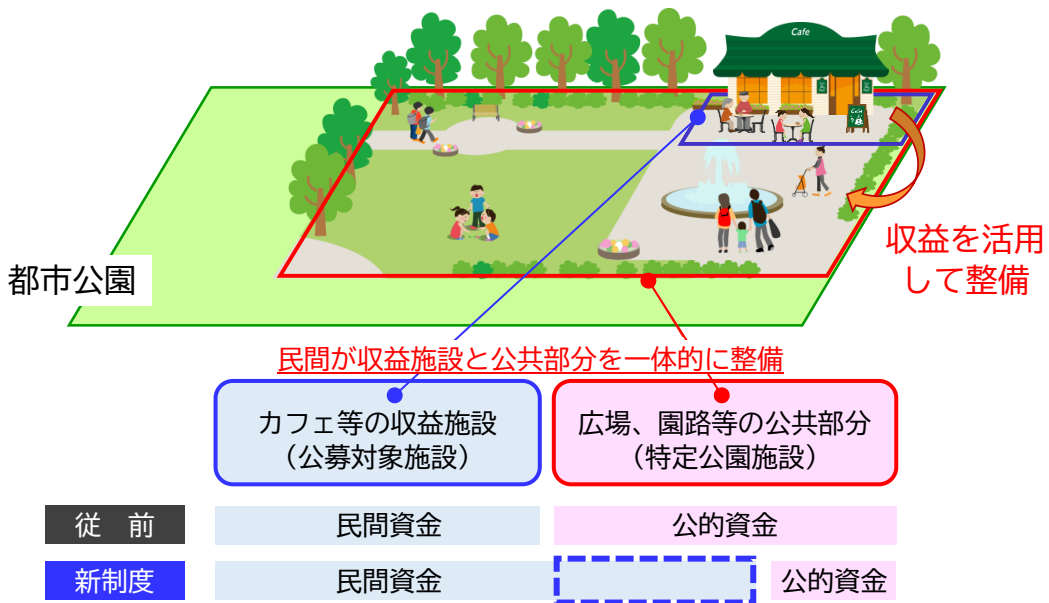 Cafe
都市公園
収益を活用
して整備
民間が収益施設と公共部分を一体的に整備
カフェ等の収益施設
（公募対象施設）
広場、園路等の公共部分
（特定公園施設）
従　前
民間資金
公的資金
新制度
民間資金
公的資金